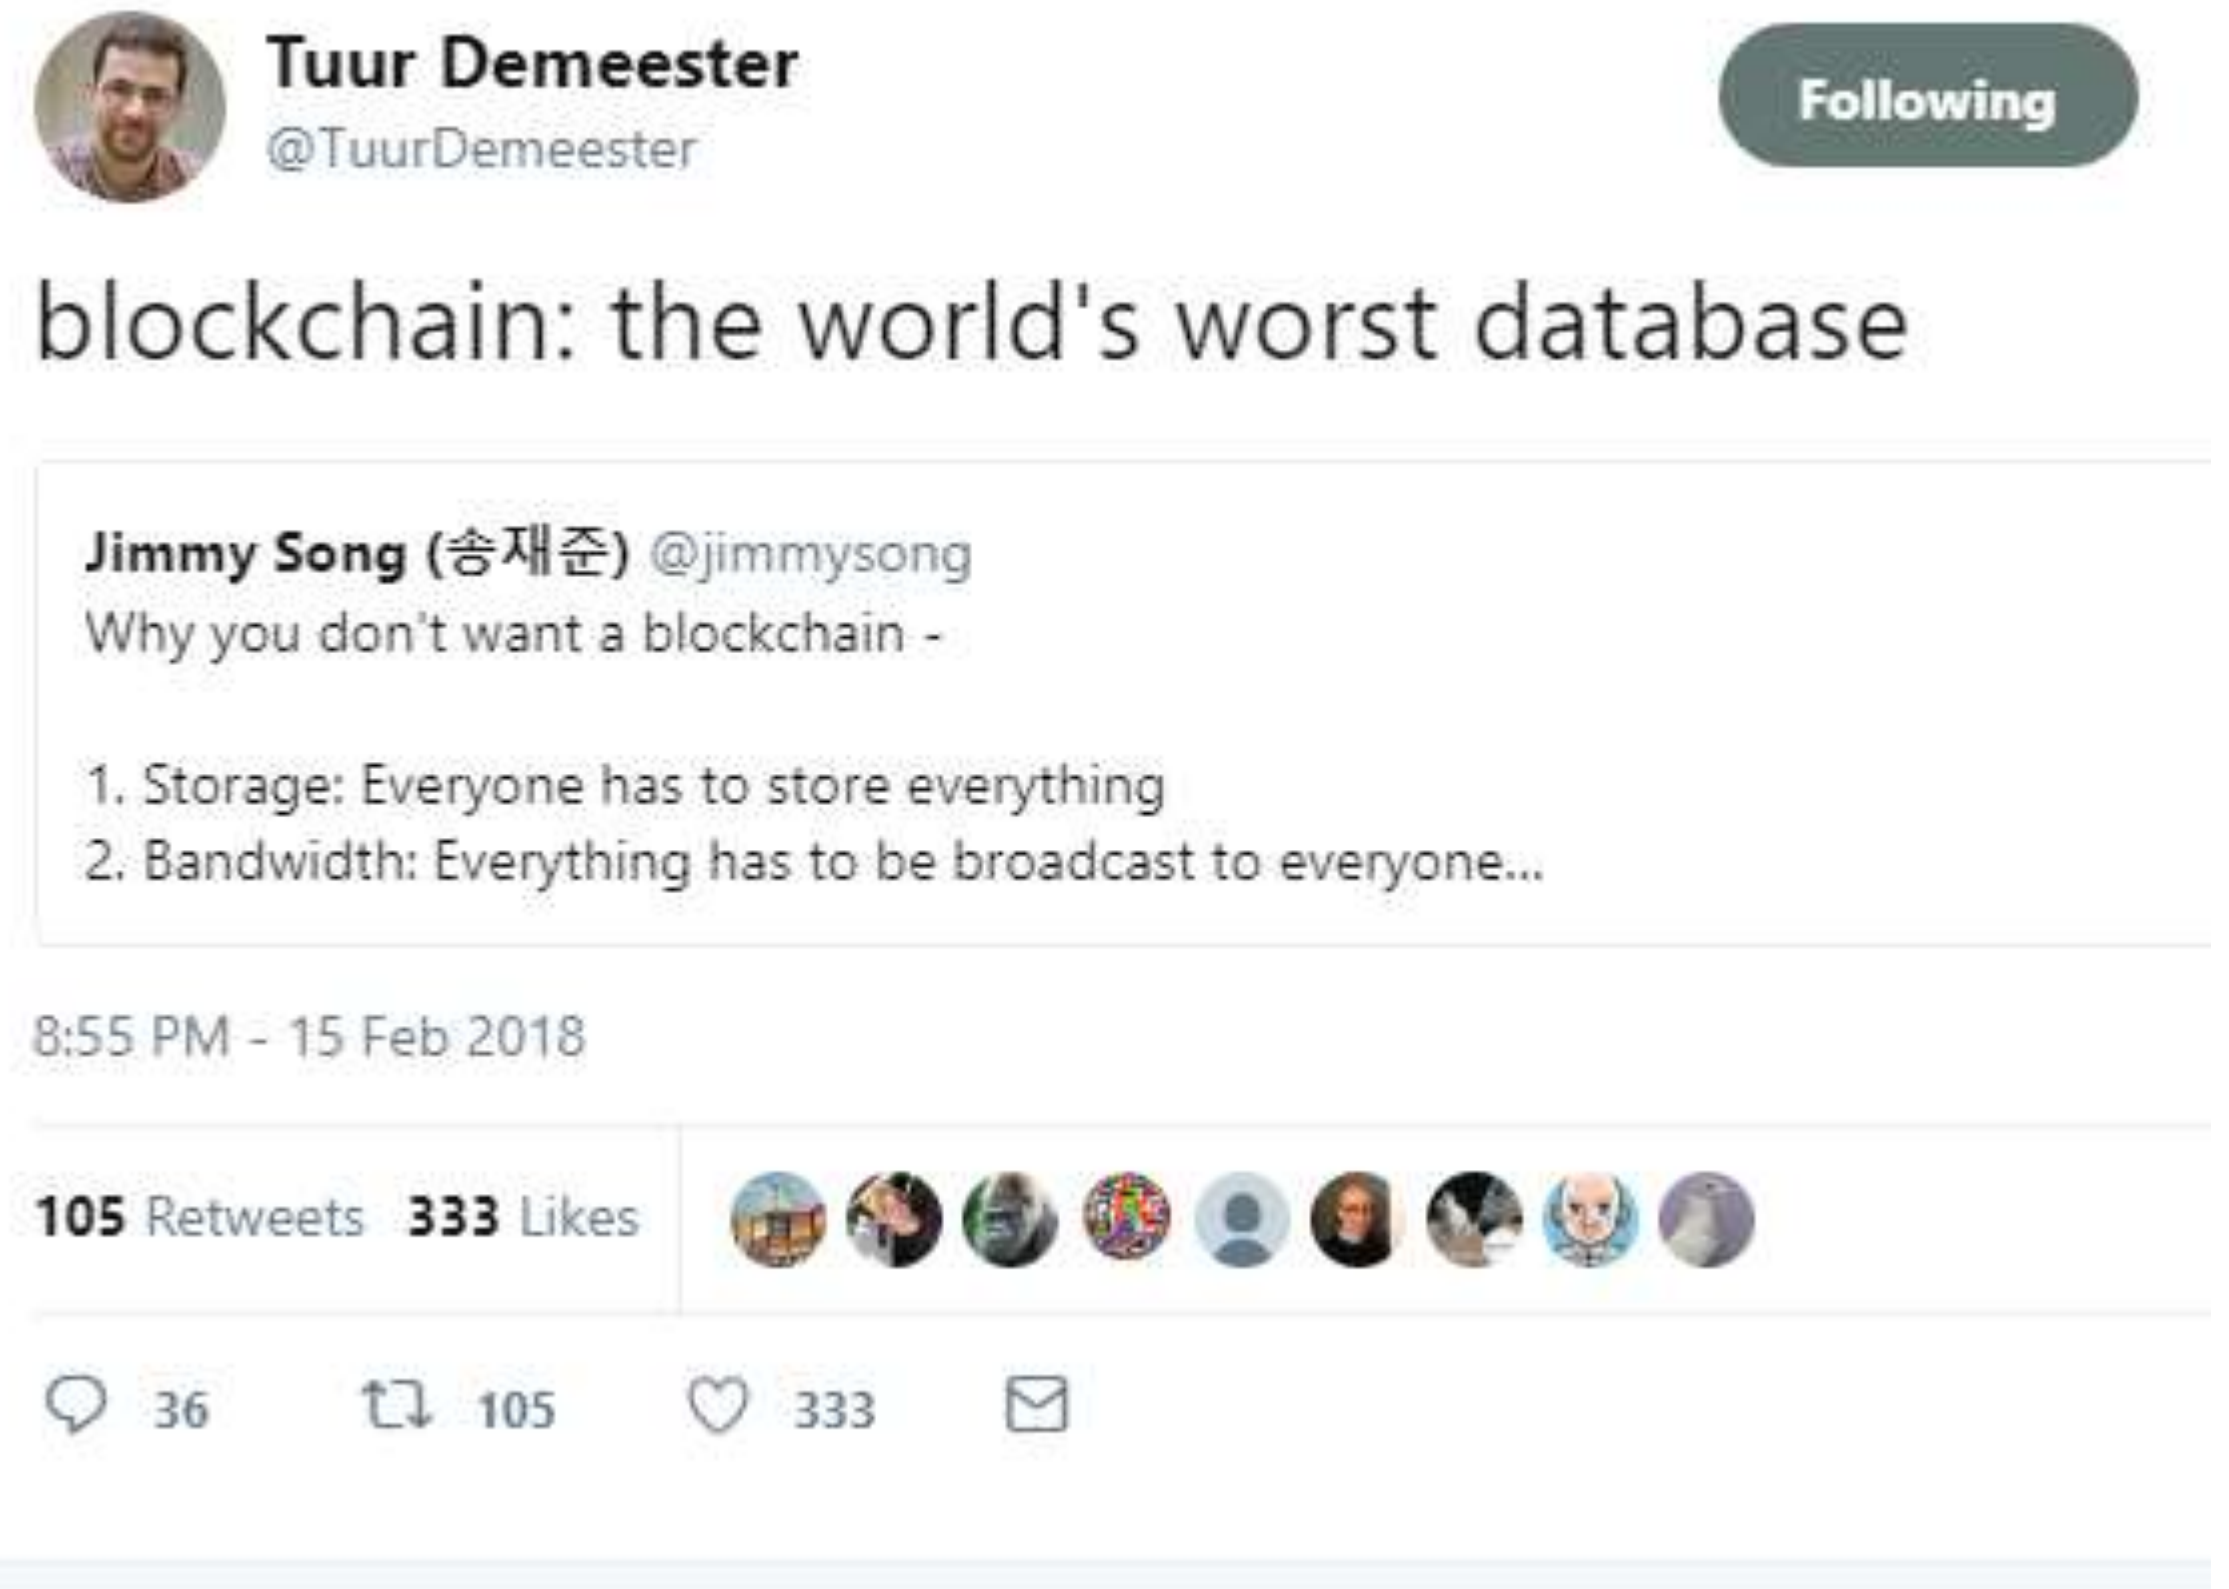 Tuur Demeester
@TuurDemeester
Following
blockchain: the world's worst database
Jimmy Song (송재준) @jimmysong
Why you don't want a blockchain -
1. Storage: Everyone has to store everything
2. Bandwidth: Everything has to be broadcast to everyone...
8:55 PM - 15 Feb 2018
105 Retweets 333 Likes
36 105 333